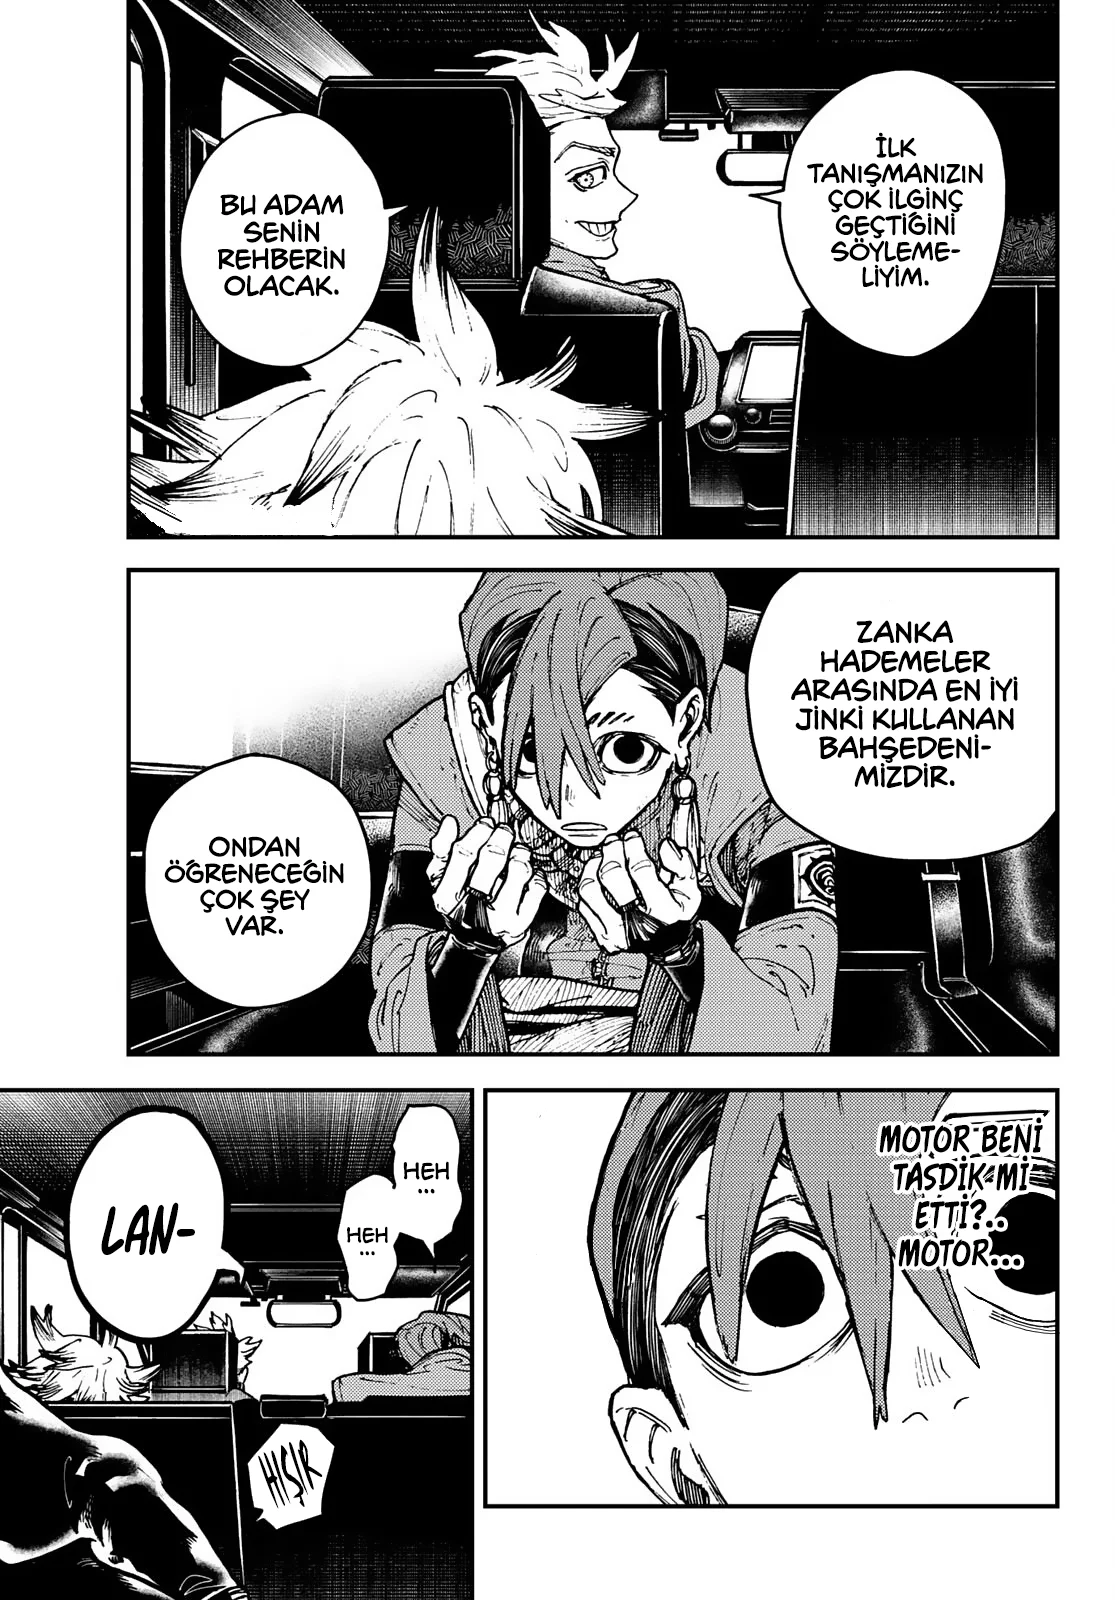 İLK
TANIŞMANIZIN
ÇOK İLGİNÇ
GEÇTİĞİNİ
SÖYLEME-
LİYİM.
BU ADAM
SENİN
REHBERİN
OLACAK.
ZANKA
HADEMELER
ARASINDA EN İYİ
JINKI KULLANAN
BAHŞEDENİ-
MİZDİR.
ONDAN
ÖĞRENECEĞİN
ÇOK ŞEY
VAR.
MOTOR BENİ
TASDİK Mİ
ETTİ?..
MOTOR...
HEH
...
HEH
...
LAN-
HIŞIR